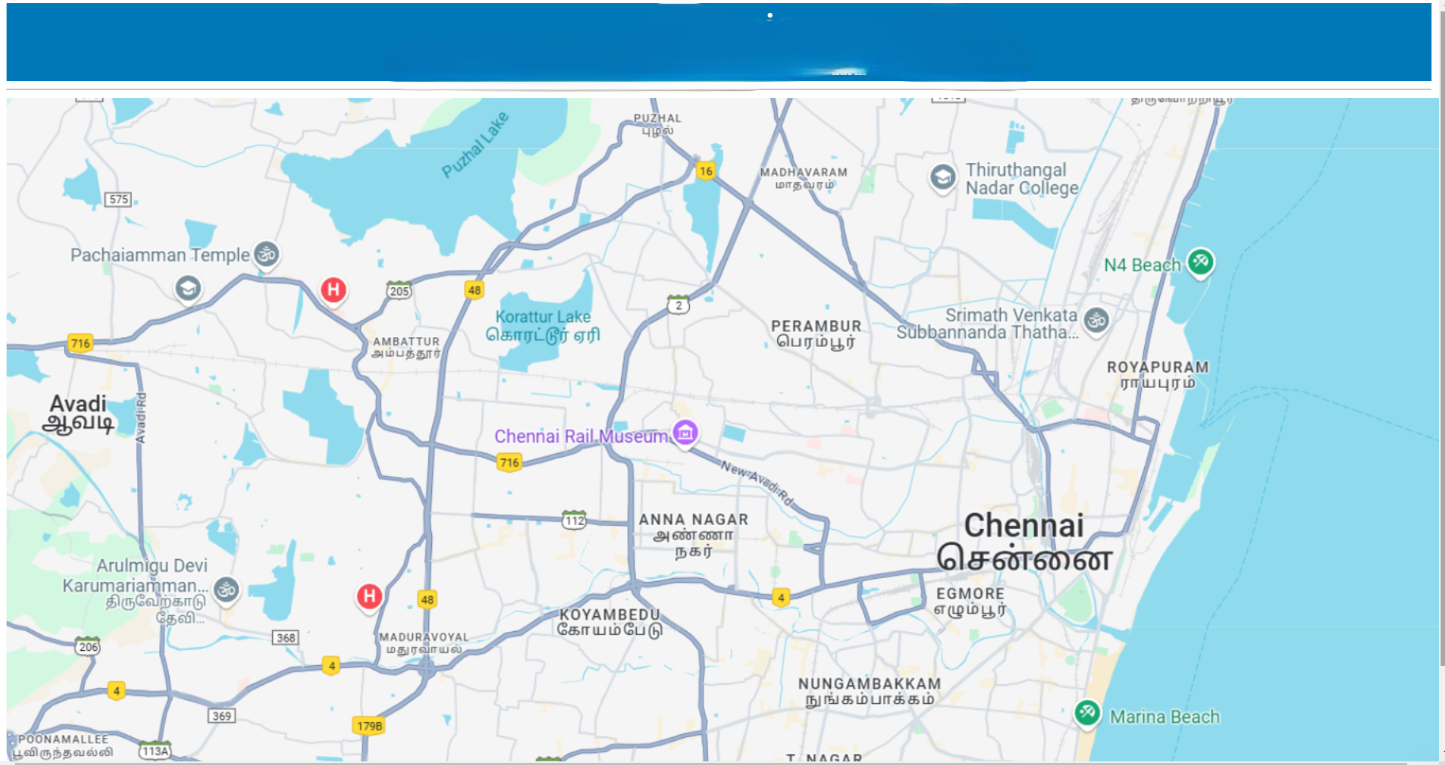 Puzhal Lake
PUZHAL
புழல்
திருவொற்றியூர்
16
MADHAVARAM
மாதவரம்
Thiruthangal
Nadar College
575
Pachaiamman Temple
N4 Beach
205
48
2
Korattur Lake
கொரட்டூர் ஏரி
Srimath Venkata
Subbannanda Thatha...
PERAMBUR
பெரம்பூர்
716
AMBATTUR
அம்பத்தூர்
ROYAPURAM
ராயபுரம்
Avadi
ஆவடி
Avadi Rd
Chennai Rail Museum
716
New Avadi Rd
112
ANNA NAGAR
அண்ணா
நகர்
Chennai
சென்னை
Arulmigu Devi
Karumariamman...
திருவேற்காடு
தேவி...
H
H
48
4
EGMORE
எழும்பூர்
KOYAMBEDU
கோயம்பேடு
368
206
MADURAVOYAL
மதுரவாயல்
4
4
NUNGAMBAKKAM
நுங்கம்பாக்கம்
369
179B
Marina Beach
POONAMALLEE
பூவிருந்தவல்லி
113A
T. NAGAR